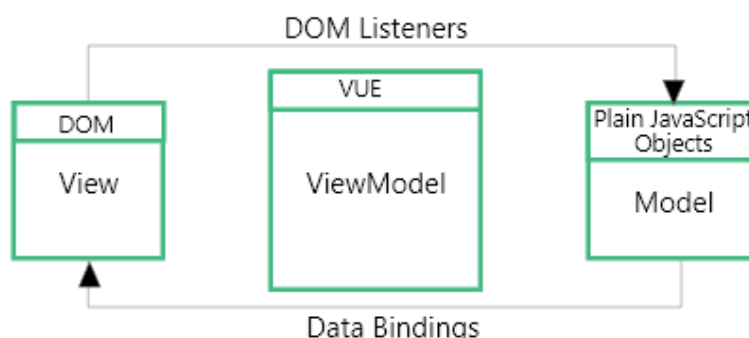 DOM Listeners
VUE
DOM
Plain JavaScript
Objects
View
ViewModel
Model
Data Bindings